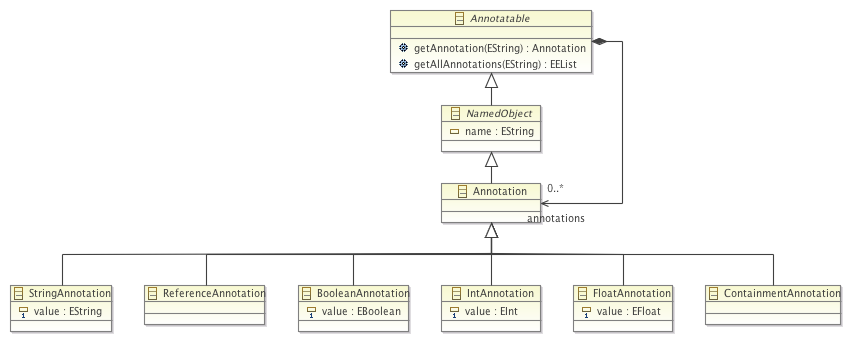 Annotatable
getAnnotation(EString) : Annotation
getAllAnnotations(EString) : EEList
NamedObject
name : EString
Annotation
0..*
annotations
StringAnnotation
value : EString
ReferenceAnnotation
BooleanAnnotation
value : EBoolean
IntAnnotation
value : EInt
FloatAnnotation
value : EFloat
ContainmentAnnotation